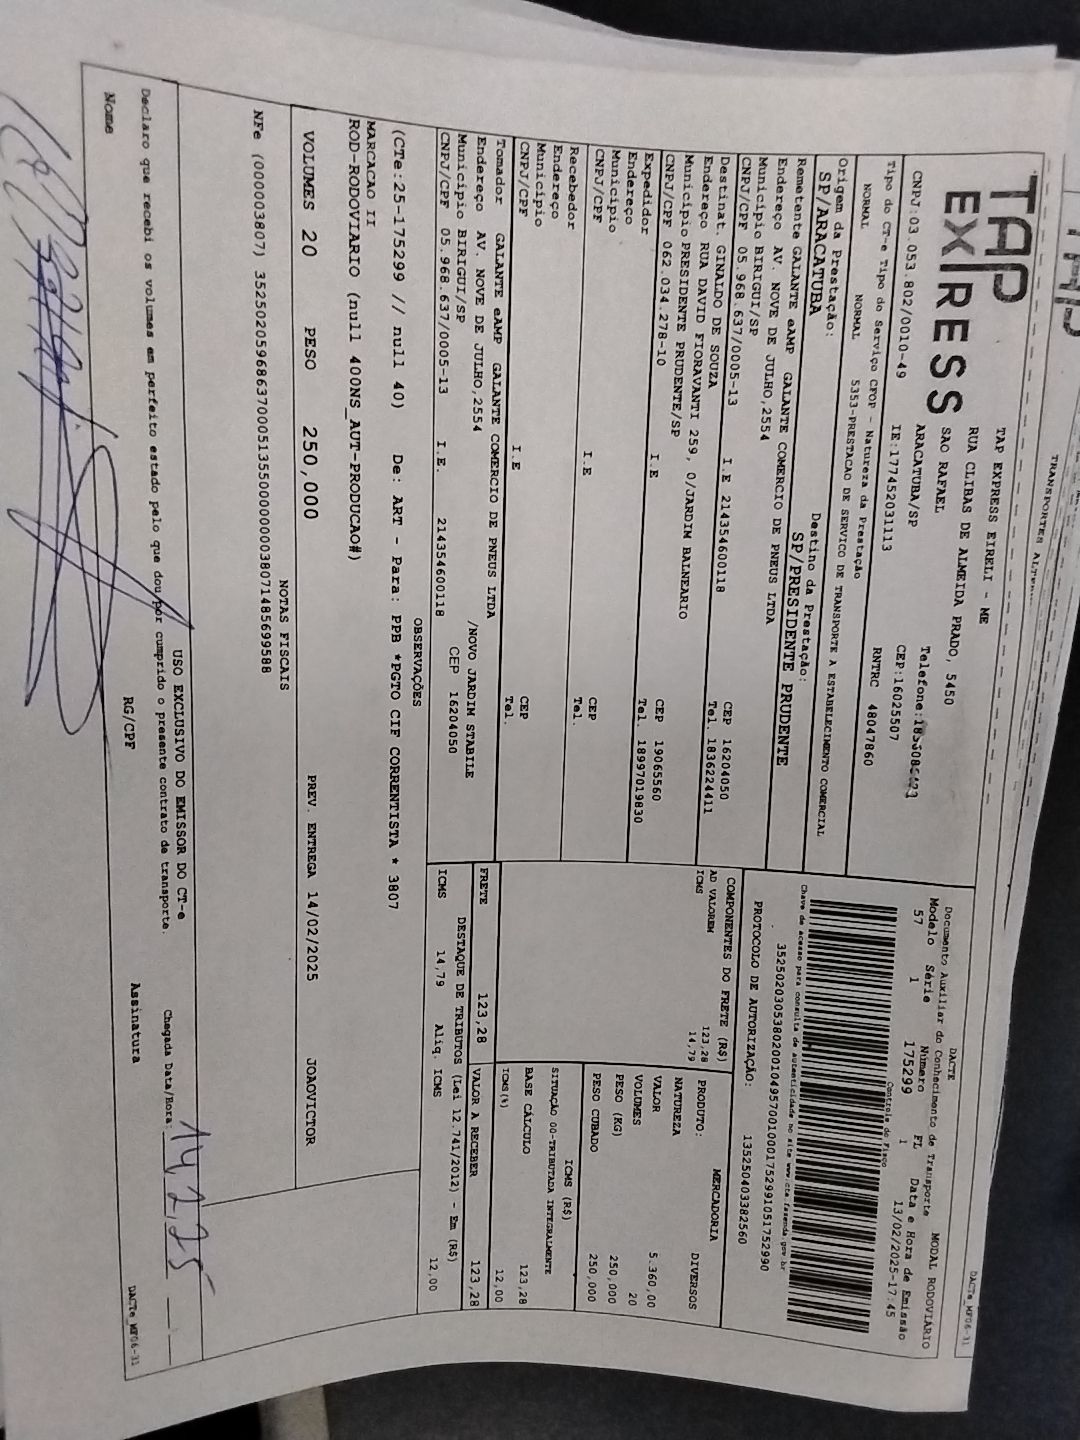 TRANSPORTES
TAP
EXPRESS
TAP EXPRESS EIRELI - ME
RUA CLIBAS DE ALMEIDA PRADO, 5450
SAO RAFAEL
ARACATUBA/SP CEP:16025507
CNPJ:03.053.802/0010-49 IE:177452031113 RNTRC 48047860
Tipo do CT-e Tipo do Serviço CFOP - Natureza da Prestação
NORMAL NORMAL 5353-PRESTACAO DE SERVICO DE TRANSPORTE A ESTABELECIMENTO COMERCIAL
Origem da Prestação: Destino da Prestação:
SP/ARACATUBA SP/PRESIDENTE PRUDENTE
Remetente GALANTE eAMP GALANTE COMERCIO DE PNEUS LTDA
Endereço AV. NOVE DE JULHO,2554
Município BIRIGUI/SP CEP 16204050
CNPJ/CPF 05.968.637/0005-13 I.E 214354600118 Tel. 1836224411
Destinat. GINALDO DE SOUZA
Endereço RUA DAVID FIORAVANTI 259, 0/JARDIM BALNEARIO
Município PRESIDENTE PRUDENTE/SP CEP 19065560
CNPJ/CPF 062.034.278-10 I.E Tel. 18997019830
Expedidor
Endereço
Município CEP
CNPJ/CPF I.E Tel.
Recebedor
Endereço
Município CEP
CNPJ/CPF I.E Tel.
Tomador GALANTE eAMP GALANTE COMERCIO DE PNEUS LTDA
Endereço AV. NOVE DE JULHO,2554 /NOVO JARDIM STABILE
Município BIRIGUI/SP CEP 16204050
CNPJ/CPF 05.968.637/0005-13 I.E. 214354600118
DACTE
Documento Auxiliar do Conhecimento de Transporte MODAL RODOVIÁRIO
Modelo Série Número FL Data e Hora de Emissão
57 1 175299 1 13/02/2025-17:45
Controle do Fisco
Chave de acesso para consulta de autenticidade no site www.cte.fazenda.gov.br
35250203053802001049570010001752991051752990
PROTOCOLO DE AUTORIZAÇÃO: 135250403382560
COMPONENTES DO FRETE (R$)
AD VALOREM 123,28
ICMS 14,79
MERCADORIA
PRODUTO: DIVERSOS
NATUREZA
VALOR 5.360,00
VOLUMES 20
PESO (KG) 250,000
PESO CUBADO 250,000
ICMS (R$)
SITUAÇÃO 00-TRIBUTADA INTEGRALMENTE
BASE CÁLCULO 123,28
ICMS(%) 12,00
FRETE 123,28 VALOR A RECEBER 123,28
DESTAQUE DE TRIBUTOS (Lei 12.741/2012) - Em (R$)
ICMS 14,79 Aliq. ICMS 12,00
OBSERVAÇÕES
(CTe:25-175299 // null 40) De: ART - Para: PPB *PGTO CIF CORRENTISTA * 3807
MARCACAO II
ROD-RODOVIARIO (null 400NS_AUT-PRODUCAO#)
VOLUMES 20 PESO 250,000 PREV. ENTREGA 14/02/2025 JOAOVICTOR
NOTAS FISCAIS
NFe (000003807) 35250205968637000513550000000038071485699588
USO EXCLUSIVO DO EMISSOR DO CT-e
Declaro que recebi os volumes em perfeito estado pelo que dou por cumprido o presente contrato de transporte. Chegada Data/Hora: 14,2,25
Nome RG/CPF Assinatura
DACTe_MF06-31